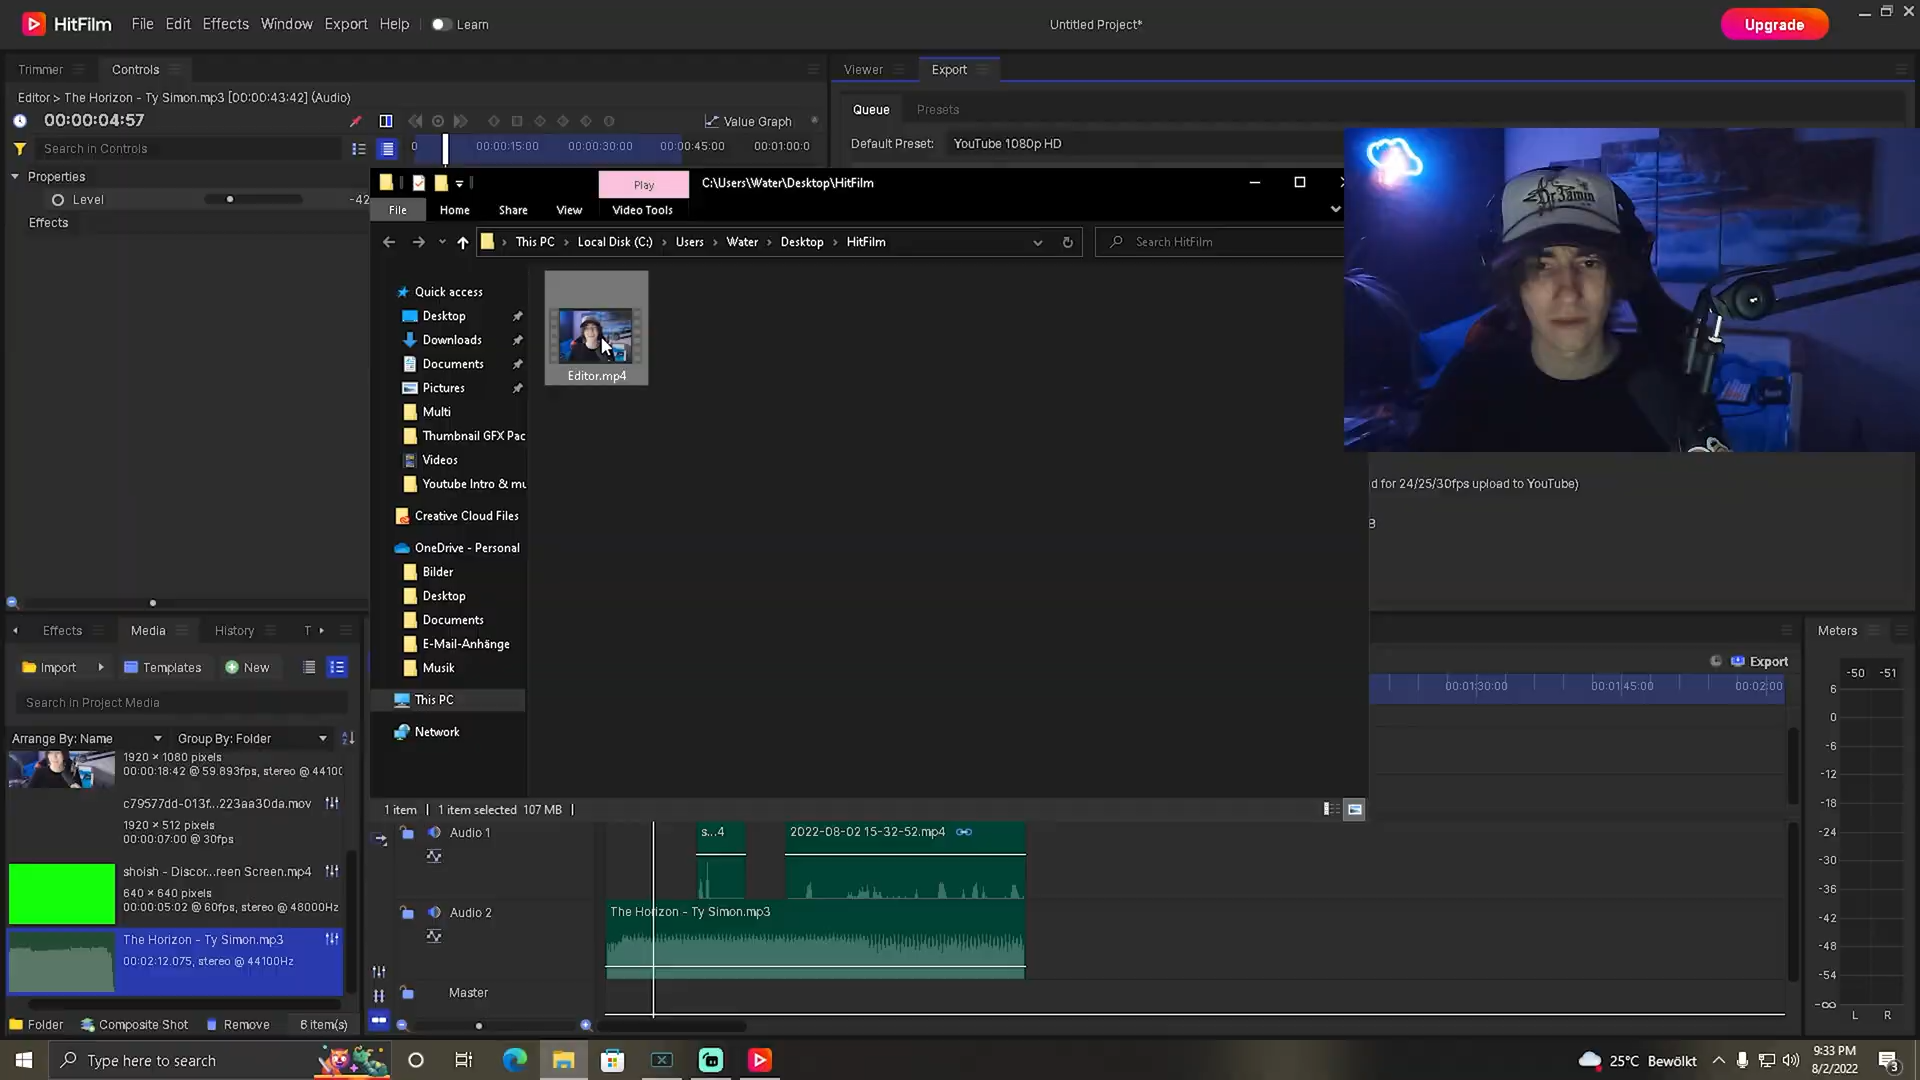 HitFilm File Edit Effects Window Export Help Learn
Untitled Project*
Upgrade
Trimmer Controls
Viewer Export
Editor > The Horizon - Ty Simon.mp3 [00:00:43:42] (Audio)
00:00:04:57
Value Graph
Queue Presets
Search in Controls
0 00:00:15:00 00:00:30:00 00:00:45:00 00:01:00:0
Default Preset: YouTube 1080p HD
Properties
Level -42
Effects
Play
C:\Users\Water\Desktop\HitFilm
File Home Share View Video Tools
This PC Local Disk (C:) Users Water Desktop HitFilm
Search HitFilm
Quick access
Desktop
Downloads
Documents
Pictures
Multi
Thumbnail GFX Pac
Videos
Youtube Intro & mu
Creative Cloud Files
OneDrive - Personal
Bilder
Desktop
Documents
E-Mail-Anhänge
Musik
This PC
Network
Editor.mp4
1 item 1 item selected 107 MB
Dr3amin
d for 24/25/30fps upload to YouTube)
B
Effects Media History T
Import Templates New
Search in Project Media
Arrange By: Name Group By: Folder
1920 × 1080 pixels
00:00:18:42 @ 59.893fps, stereo @ 4410
c79577dd-013f...223aa30da.mov
1920 × 512 pixels
00:00:07:00 @ 30fps
shoish - Discor...reen Screen.mp4
640 × 640 pixels
00:00:05:02 @ 60fps, stereo @ 48000Hz
The Horizon - Ty Simon.mp3
00:02:12.075, stereo @ 44100Hz
Folder Composite Shot Remove 6 item(s)
Export
00:01:30:00 00:01:45:00 00:02:00
Audio 1
s...4
2022-08-02 15-32-52.mp4
Audio 2
The Horizon - Ty Simon.mp3
Master
Meters
-50 -51
6
0
-6
-12
-18
-24
-30
-36
-42
-48
-54
-∞
L R
Type here to search
25°C Bewölkt
9:33 PM
8/2/2022
3